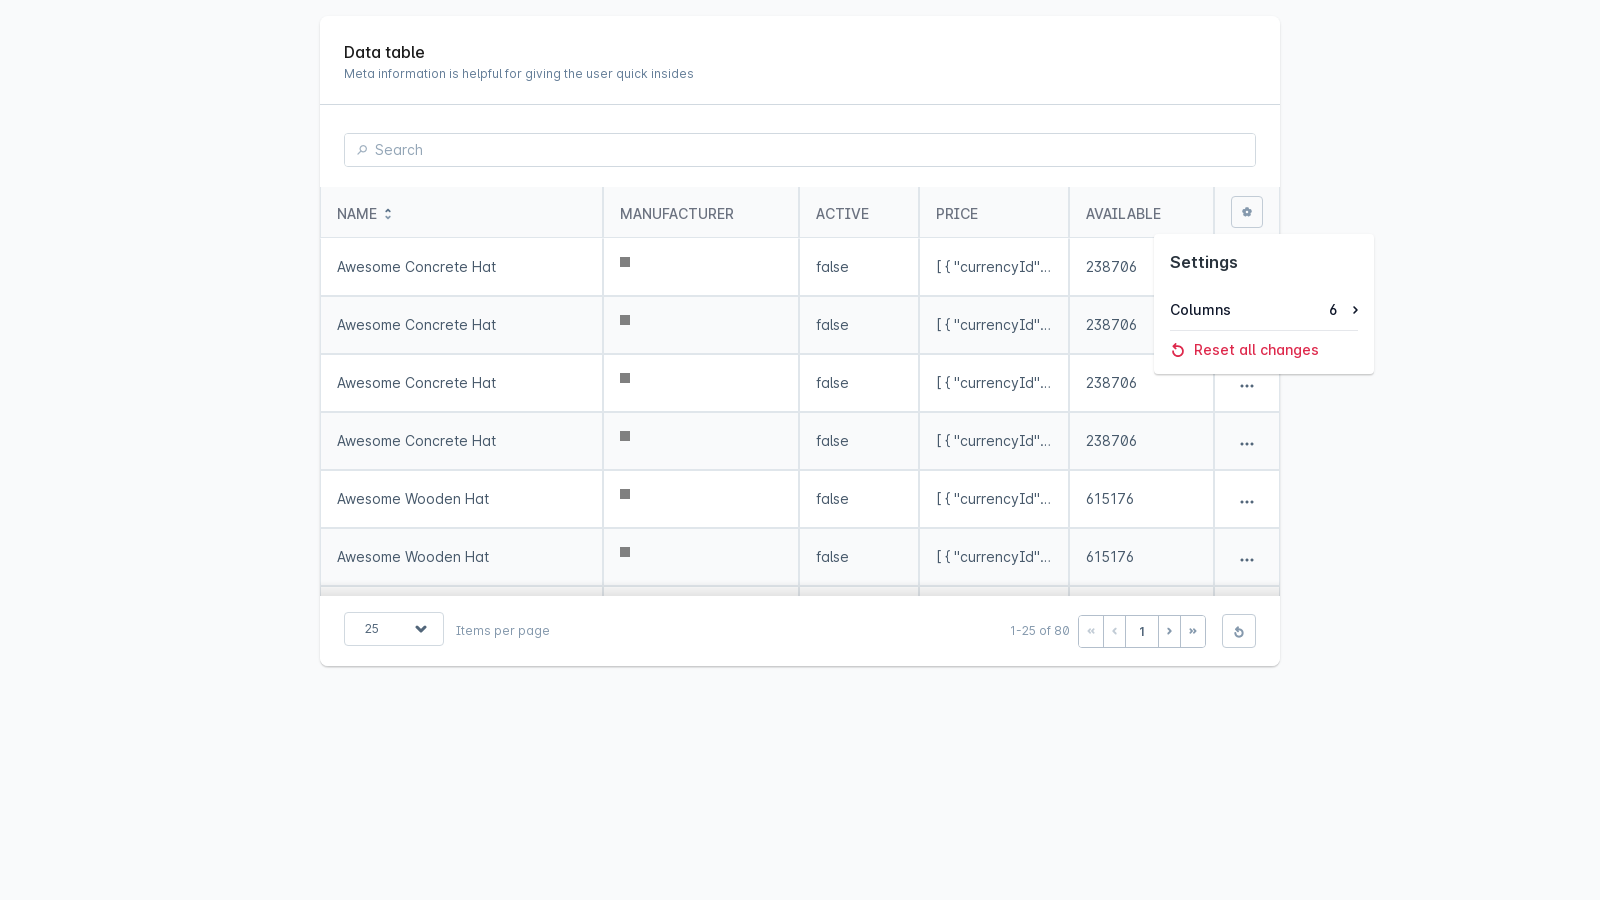 Data table
Meta information is helpful for giving the user quick insides
Search
NAME MANUFACTURER ACTIVE PRICE AVAILABLE
Awesome Concrete Hat false [ { "currencyId"... 238706
Settings
Awesome Concrete Hat false [ { "currencyId"... 238706
Columns 6
Reset all changes
Awesome Concrete Hat false [ { "currencyId"... 238706
Awesome Concrete Hat false [ { "currencyId"... 238706
Awesome Wooden Hat false [ { "currencyId"... 615176
Awesome Wooden Hat false [ { "currencyId"... 615176
25 Items per page 1-25 of 80 « ‹ 1 › »